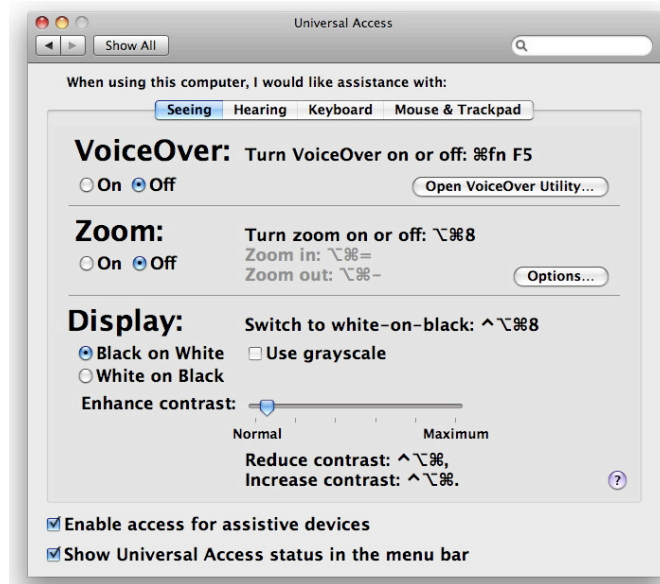 Universal Access
Show All
When using this computer, I would like assistance with:
Seeing Hearing Keyboard Mouse & Trackpad
VoiceOver: Turn VoiceOver on or off: ⌘fn F5
On Off Open VoiceOver Utility...
Zoom: Turn zoom on or off: ⌥⌘8
On Off Zoom in: ⌥⌘=
Zoom out: ⌥⌘- Options...
Display: Switch to white-on-black: ^⌥⌘8
Black on White Use grayscale
White on Black
Enhance contrast:
Normal Maximum
Reduce contrast: ^⌥⌘,
Increase contrast: ^⌥⌘.
?
Enable access for assistive devices
Show Universal Access status in the menu bar